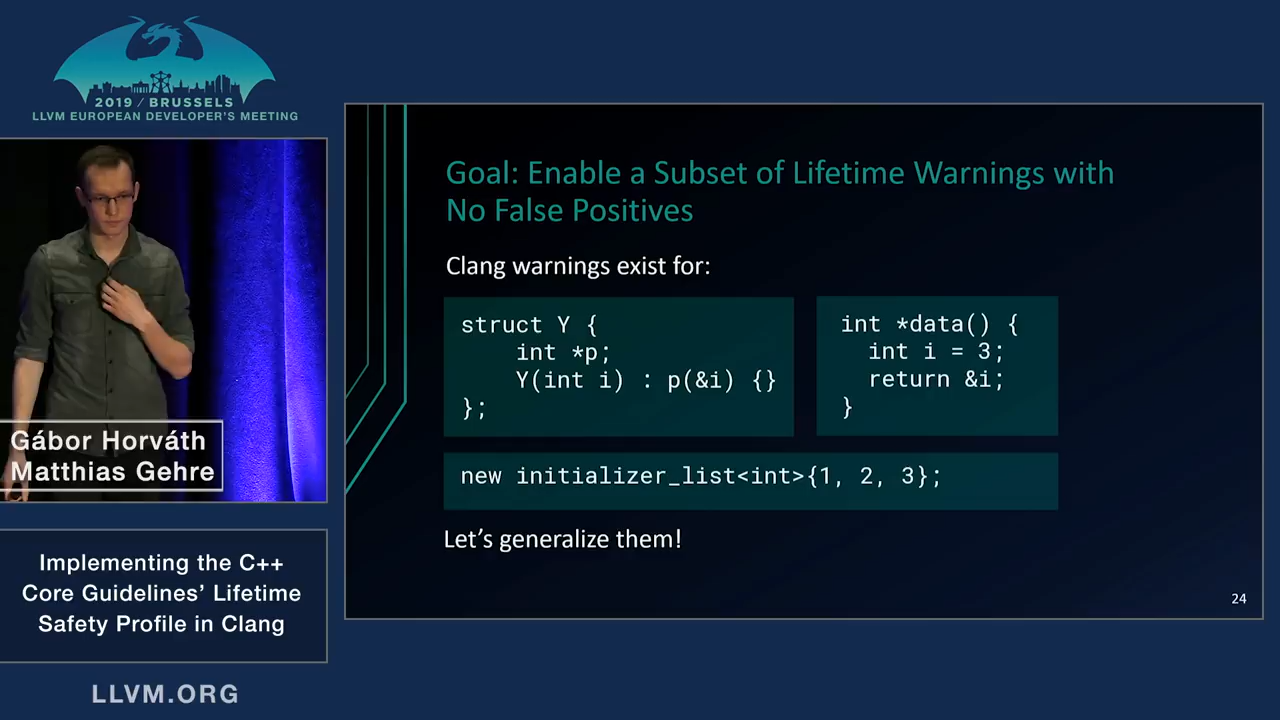 2019 / BRUSSELS
LLVM EUROPEAN DEVELOPER'S MEETING
Gábor Horváth
Matthias Gehre
Implementing the C++
Core Guidelines' Lifetime
Safety Profile in Clang
LLVM.ORG
Goal: Enable a Subset of Lifetime Warnings with
No False Positives
Clang warnings exist for:
struct Y {
int *p;
Y(int i) : p(&i) {}
};
int *data() {
int i = 3;
return &i;
}
new initializer_list<int>{1, 2, 3};
Let's generalize them!
24